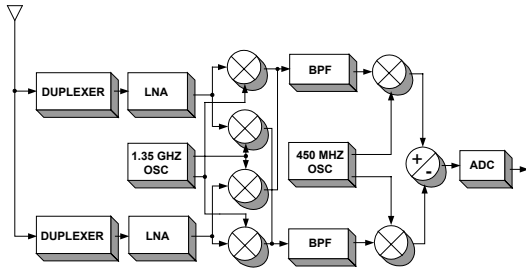 DUPLEXER
LNA
BPF
1.35 GHZ
OSC
450 MHZ
OSC
+
-
ADC
DUPLEXER
LNA
BPF